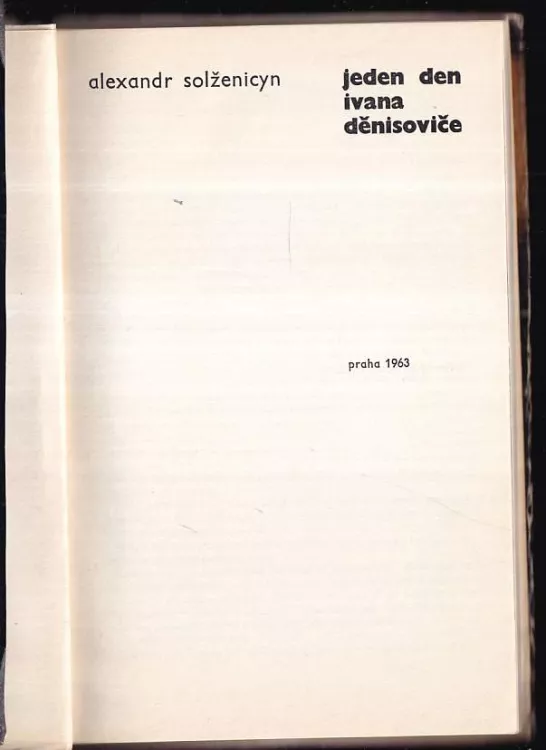 alexandr solženicyn
jeden den
ivana
děnisoviče
praha 1963